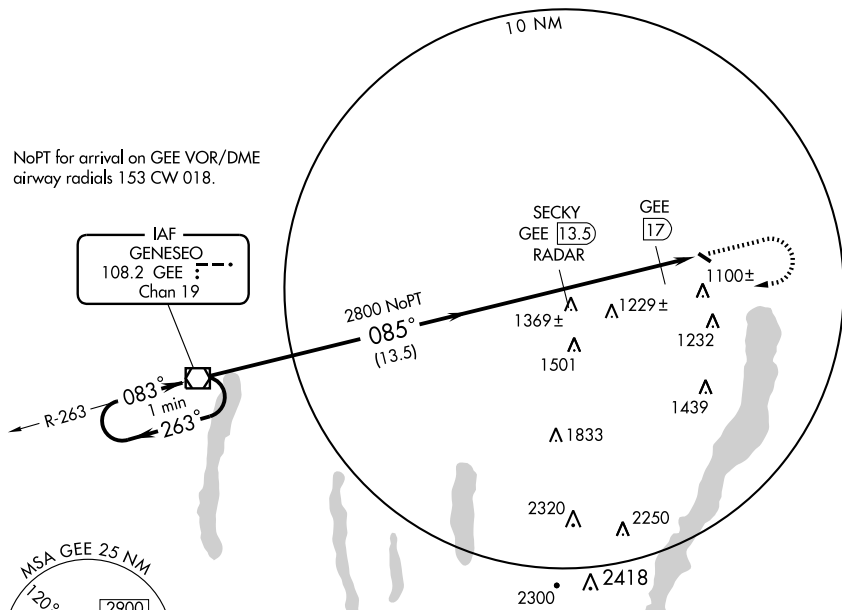 10 NM
NoPT for arrival on GEE VOR/DME
airway radials 153 CW 018.
IAF
GENESEO
108.2 GEE
Chan 19
SECKY
GEE 13.5
RADAR
GEE
17
2800 NoPT
085°
(13.5)
1369±
1229±
1100±
1501
1232
R-263
083°
1 min
263°
1439
1833
2320
2250
2418
2300
MSA GEE 25 NM
120°
2900